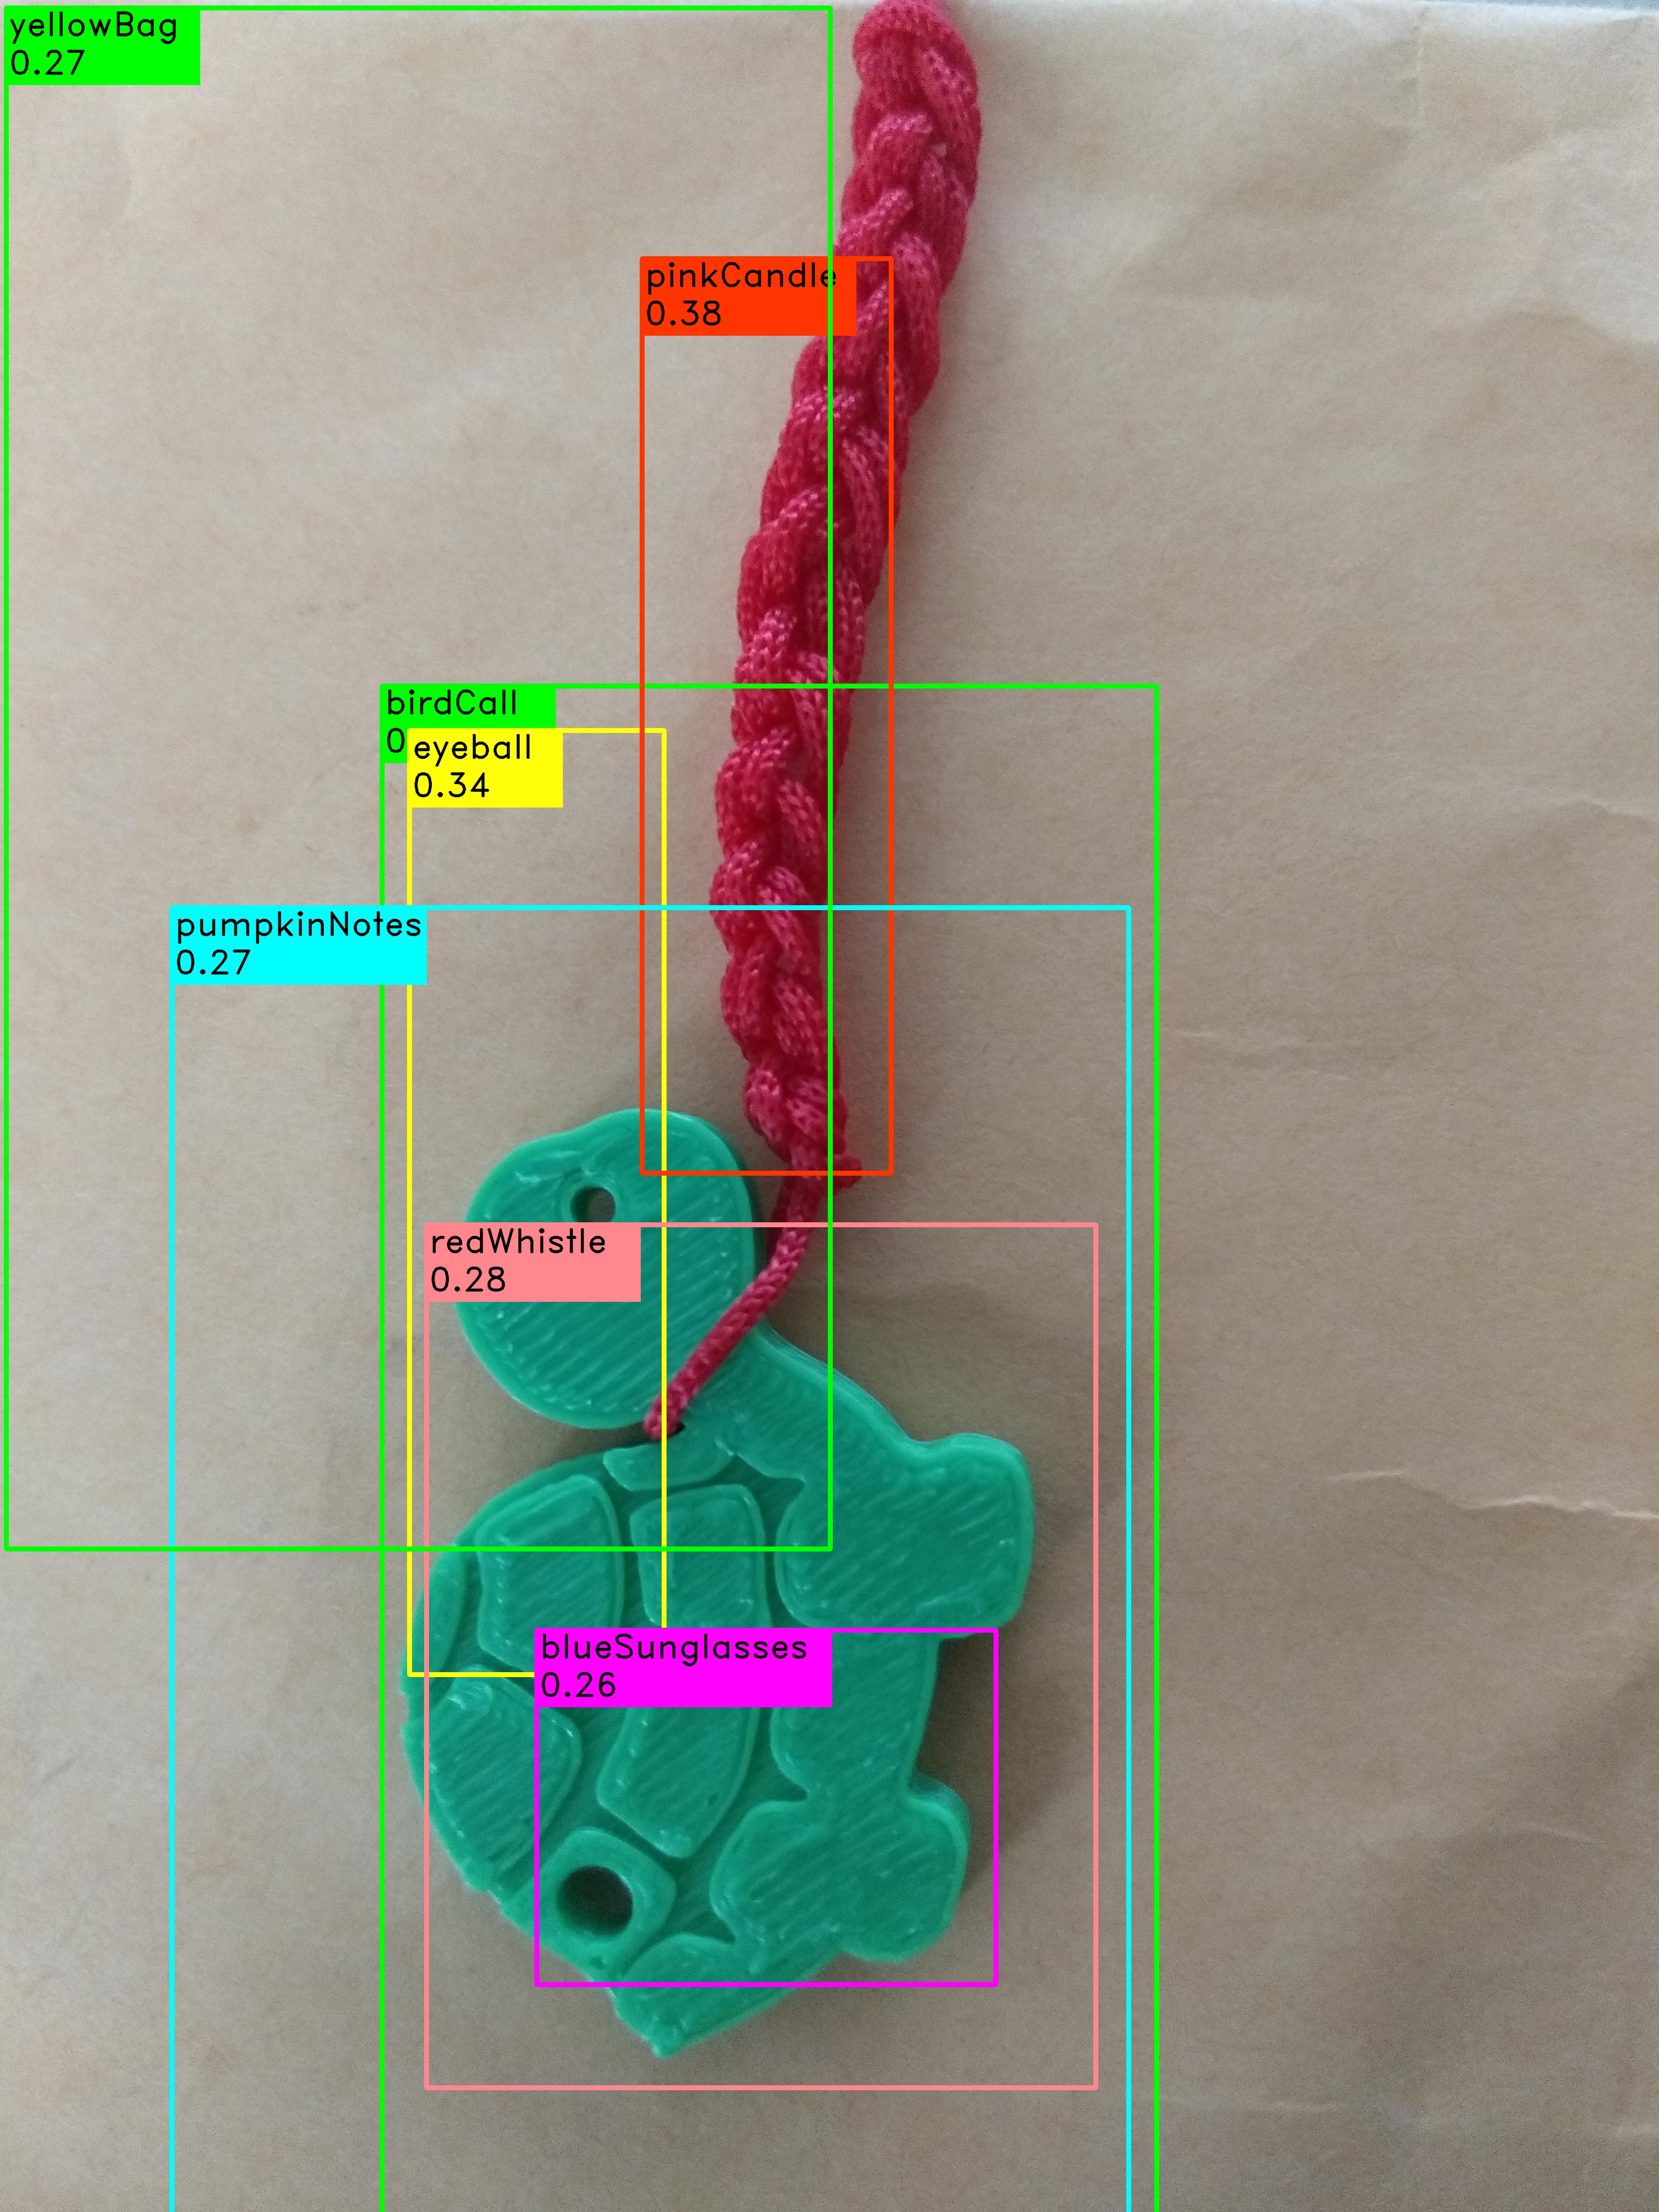 yellowBag
0.27
pinkCandle
0.38
birdCall
0
eyeball
0.34
pumpkinNotes
0.27
redWhistle
0.28
blueSunglasses
0.26